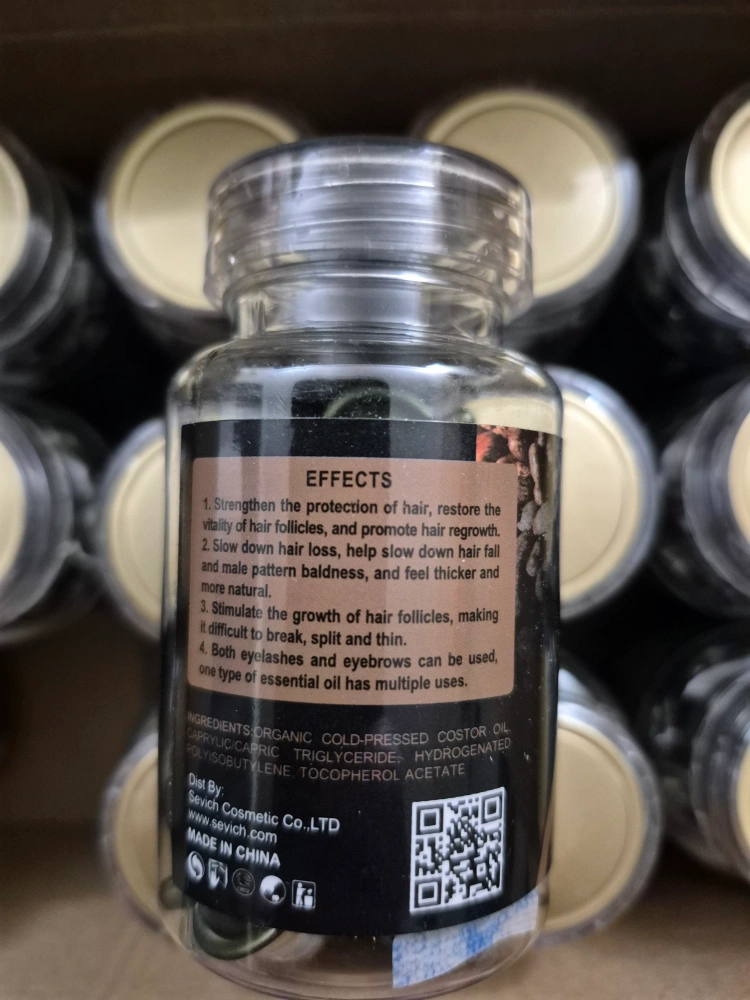 EFFECTS
1. Strengthen the protection of hair, restore the
vitality of hair follicles, and promote hair regrowth.
2. Slow down hair loss, help slow down hair fall
and male pattern baldness, and feel thicker and
more natural.
3. Stimulate the growth of hair follicles, making
it difficult to break, split and thin.
4. Both eyelashes and eyebrows can be used,
one type of essential oil has multiple uses.
INGREDIENTS:ORGANIC COLD-PRESSED COSTOR OIL,
CAPRYLIC/CAPRIC TRIGLYCERIDE, HYDROGENATED
POLYISOBUTYLENE, TOCOPHEROL ACETATE
Dist By:
Sevich Cosmetic Co.,LTD
www.sevich.com
MADE IN CHINA